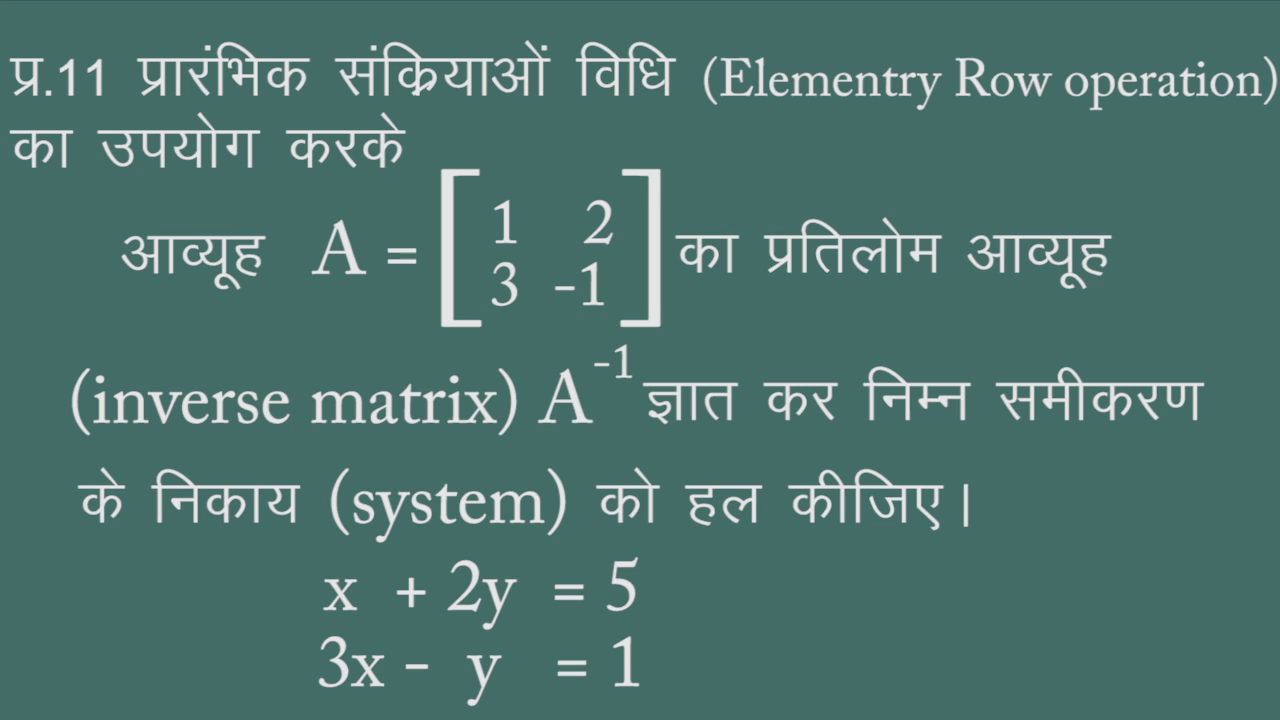 प्र.11 प्रारंभिक संक्रियाओं विधि (Elementry Row operation)
का उपयोग करके
आव्यूह A = [ 1 2
3 -1 ] का प्रतिलोम आव्यूह
(inverse matrix) A⁻¹ ज्ञात कर निम्न समीकरण
के निकाय (system) को हल कीजिए।
x + 2y = 5
3x - y = 1